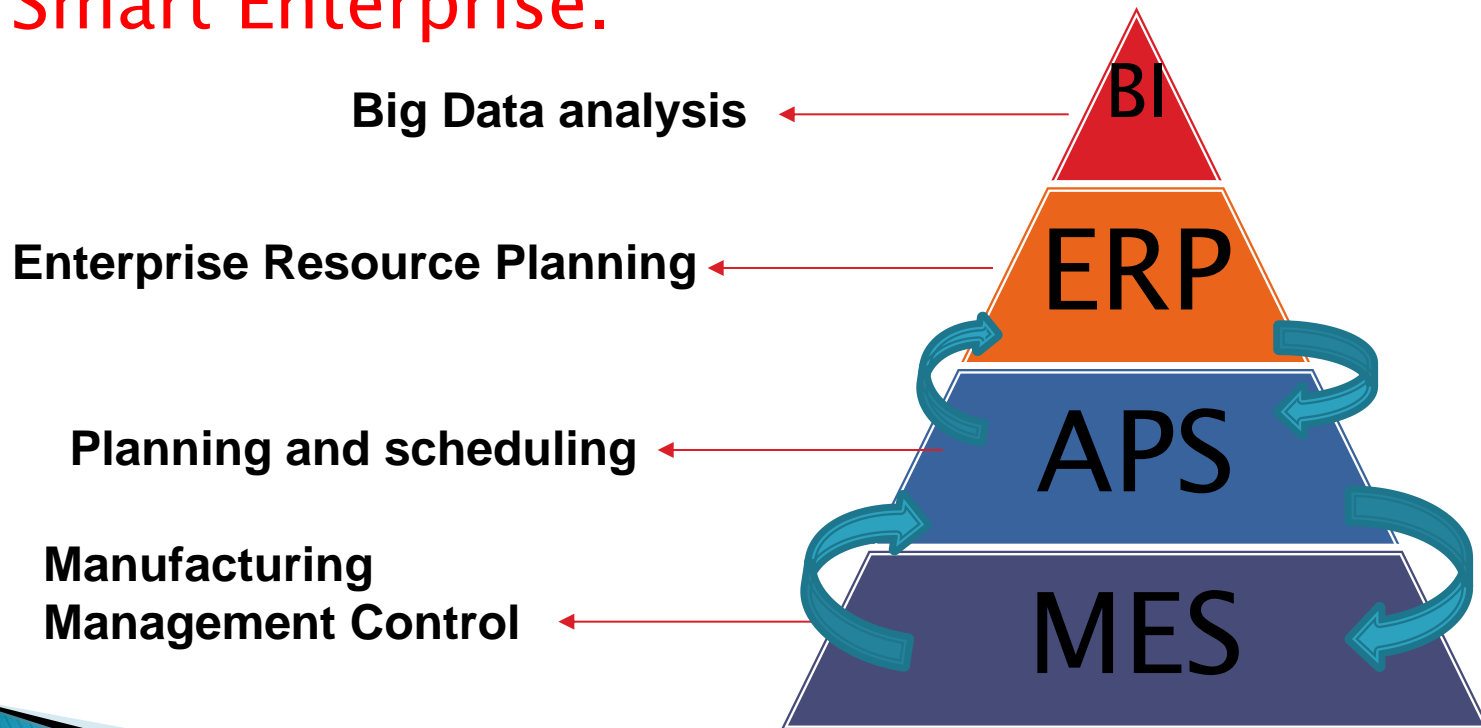 Smart Enterprise.
BI
Big Data analysis
ERP
Enterprise Resource Planning
APS
Planning and scheduling
Manufacturing
Management Control
MES